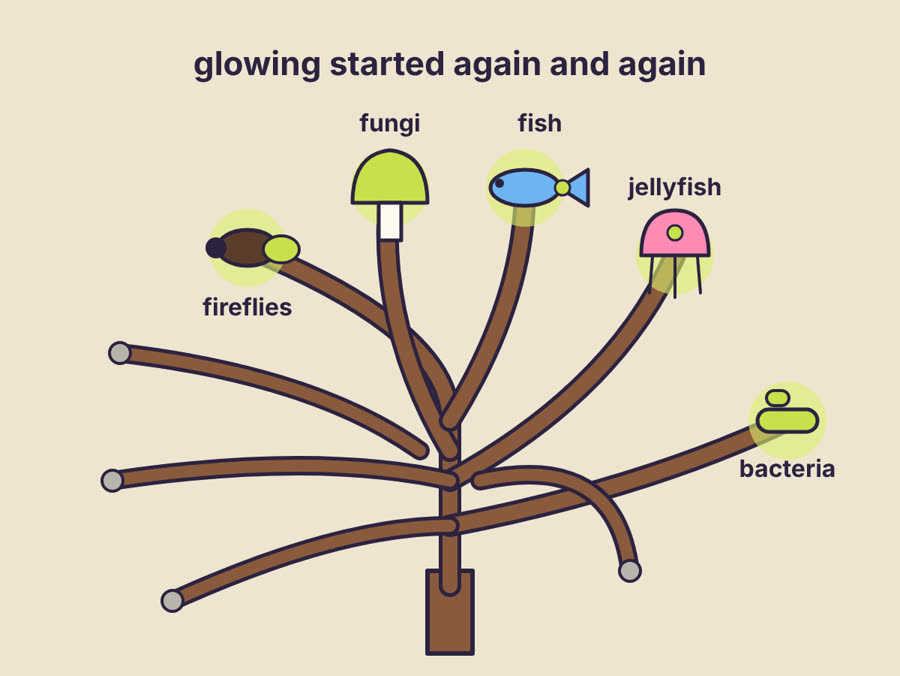 glowing started again and again
fungi
fish
jellyfish
fireflies
bacteria